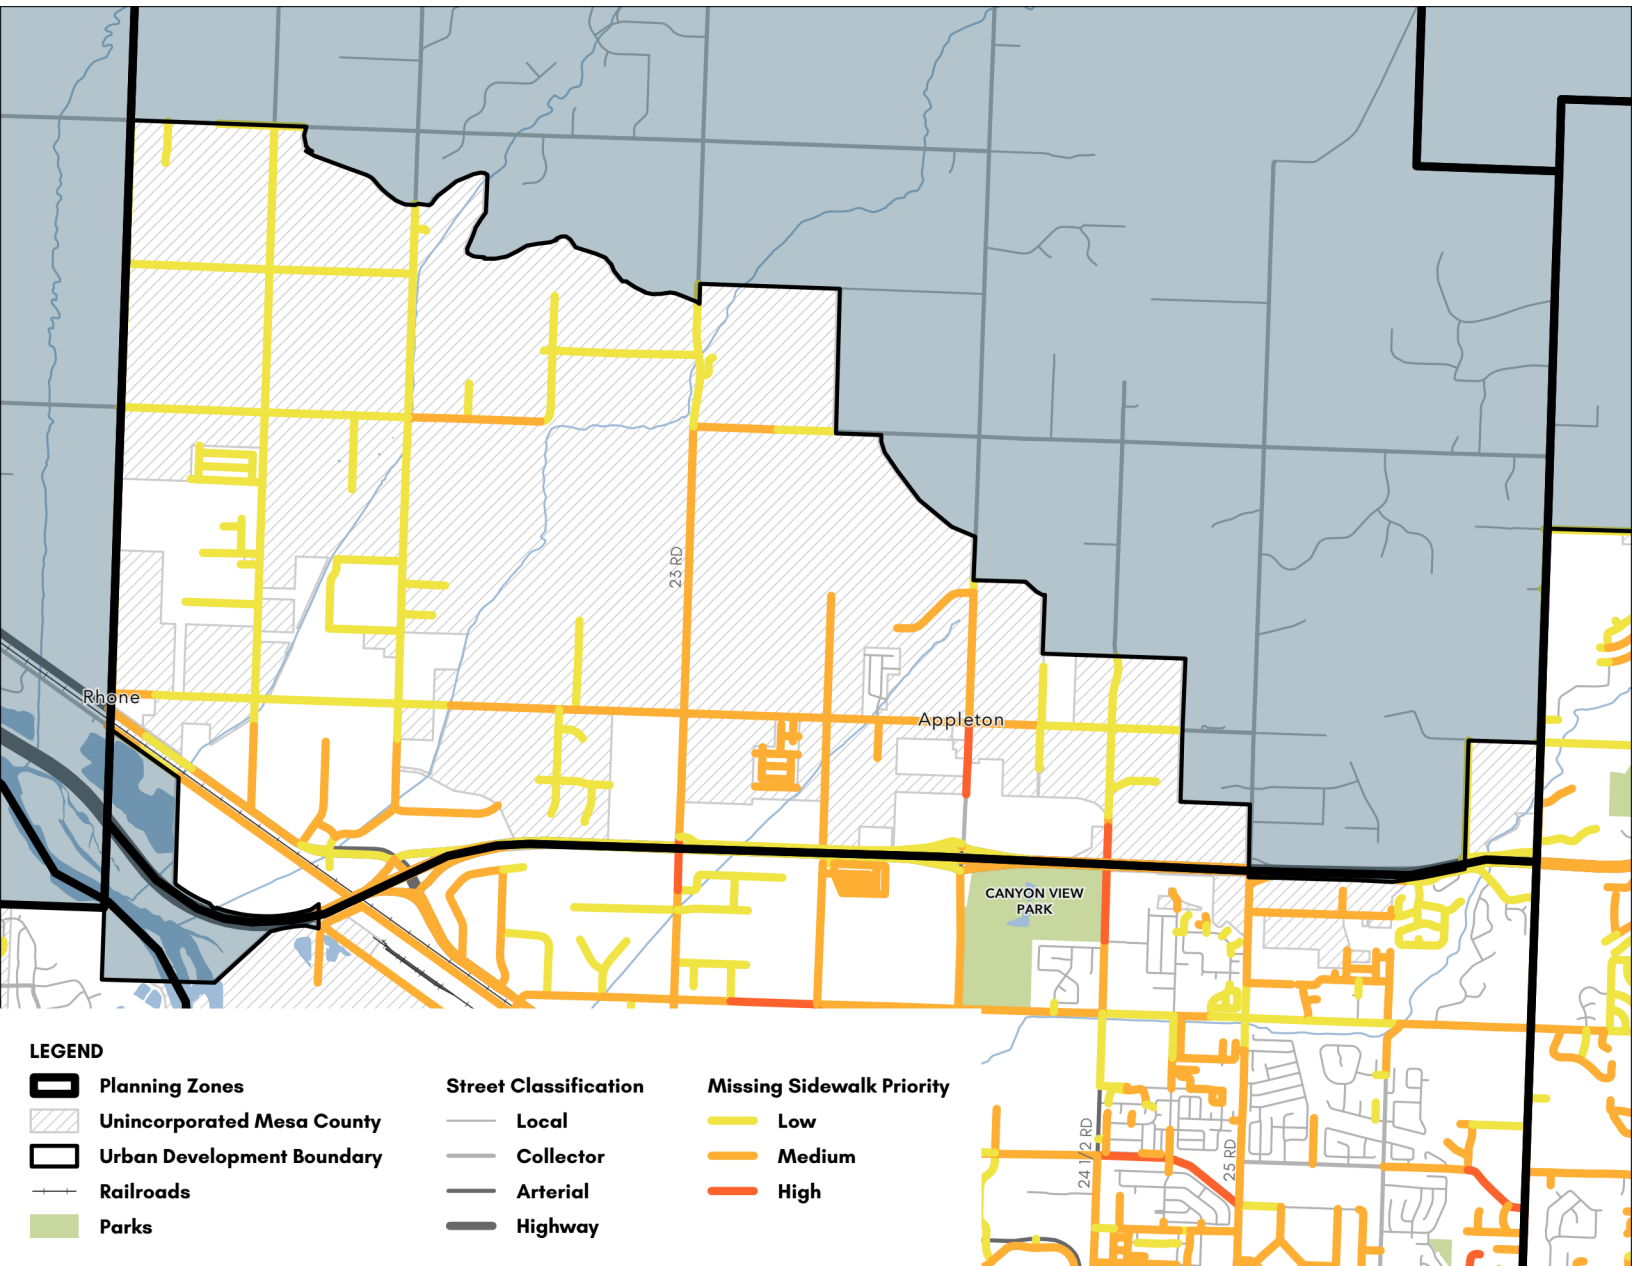 23 RD
Rhone
Appleton
CANYON VIEW
PARK
24 1/2 RD
25 RD
LEGEND
Planning Zones
Unincorporated Mesa County
Urban Development Boundary
Railroads
Parks
Street Classification
Local
Collector
Arterial
Highway
Missing Sidewalk Priority
Low
Medium
High